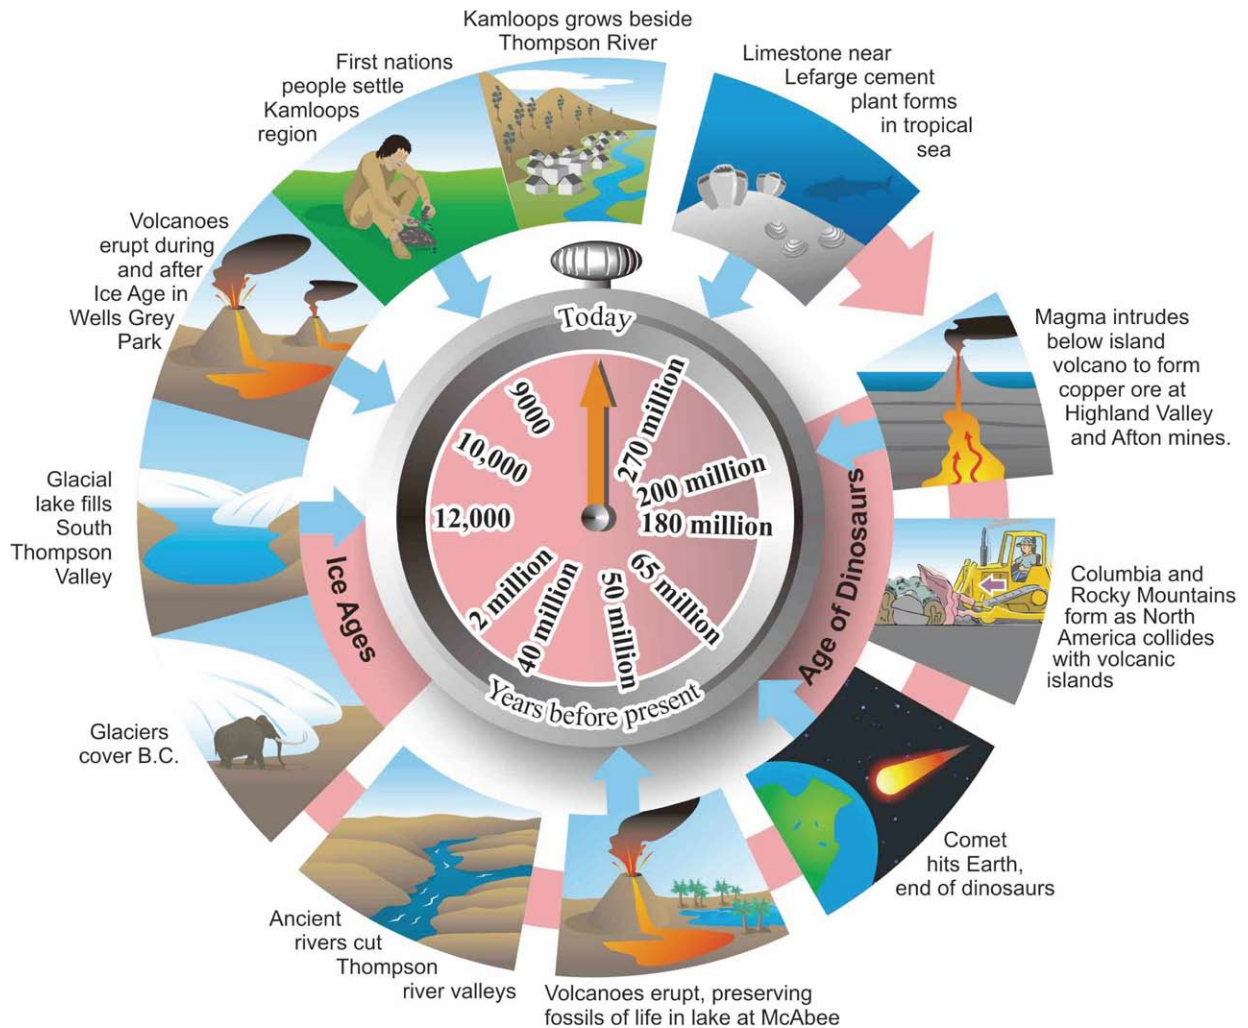 Kamloops grows beside
Thompson River
Limestone near
Lefarge cement
plant forms
in tropical
sea
Magma intrudes
below island
volcano to form
copper ore at
Highland Valley
and Afton mines.
Columbia and
Rocky Mountains
form as North
America collides
with volcanic
islands
Comet
hits Earth,
end of dinosaurs
Volcanoes erupt, preserving
fossils of life in lake at McAbee
Ancient
rivers cut
Thompson
river valleys
Glaciers
cover B.C.
Glacial
lake fills
South
Thompson
Valley
Volcanoes
erupt during
and after
Ice Age in
Wells Grey
Park
First nations
people settle
Kamloops
region
Today
270 million
200 million
180 million
65 million
50 million
40 million
2 million
12,000
10,000
9000
Years before present
Age of Dinosaurs
Ice Ages